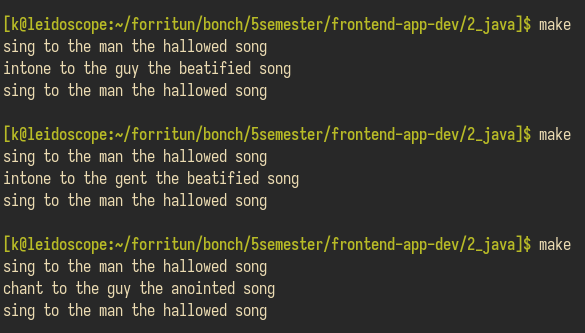 [k@leidoscope:~/forritun/bonch/5semester/frontend-app-dev/2_java]$ make
sing to the man the hallowed song
intone to the guy the beatified song
sing to the man the hallowed song
[k@leidoscope:~/forritun/bonch/5semester/frontend-app-dev/2_java]$ make
sing to the man the hallowed song
intone to the gent the beatified song
sing to the man the hallowed song
[k@leidoscope:~/forritun/bonch/5semester/frontend-app-dev/2_java]$ make
sing to the man the hallowed song
chant to the guy the anointed song
sing to the man the hallowed song